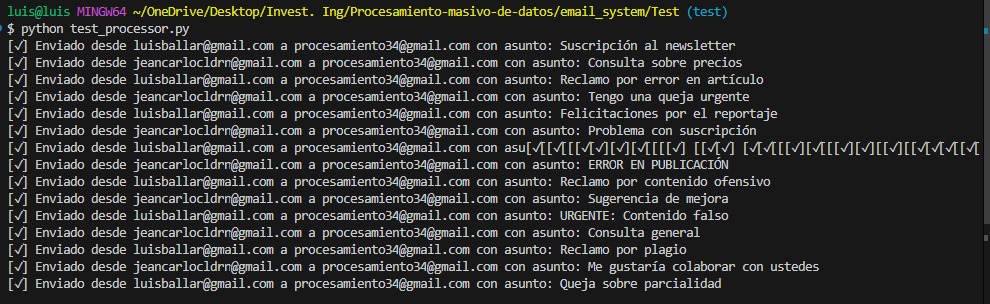 luis@luis MINGW64 ~/OneDrive/Desktop/Invest. Ing/Procesamiento-masivo-de-datos/email_system/Test (test)
$ python test_processor.py
[√] Enviado desde luisballar@gmail.com a procesamiento34@gmail.com con asunto: Suscripción al newsletter
[√] Enviado desde jeancarlocldrn@gmail.com a procesamiento34@gmail.com con asunto: Consulta sobre precios
[√] Enviado desde luisballar@gmail.com a procesamiento34@gmail.com con asunto: Reclamo por error en artículo
[√] Enviado desde jeancarlocldrn@gmail.com a procesamiento34@gmail.com con asunto: Tengo una queja urgente
[√] Enviado desde luisballar@gmail.com a procesamiento34@gmail.com con asunto: Felicitaciones por el reportaje
[√] Enviado desde jeancarlocldrn@gmail.com a procesamiento34@gmail.com con asunto: Problema con suscripción
[√] Enviado desde luisballar@gmail.com a procesamiento34@gmail.com con asu[√[[√[[[√[√][√][√[[[[√] [[√[√] [√[√[[[√][√[[[√][√][[√][[√[√[√[[√[
[√] Enviado desde jeancarlocldrn@gmail.com a procesamiento34@gmail.com con asunto: ERROR EN PUBLICACIÓN
[√] Enviado desde luisballar@gmail.com a procesamiento34@gmail.com con asunto: Reclamo por contenido ofensivo
[√] Enviado desde jeancarlocldrn@gmail.com a procesamiento34@gmail.com con asunto: Sugerencia de mejora
[√] Enviado desde luisballar@gmail.com a procesamiento34@gmail.com con asunto: URGENTE: Contenido falso
[√] Enviado desde jeancarlocldrn@gmail.com a procesamiento34@gmail.com con asunto: Consulta general
[√] Enviado desde luisballar@gmail.com a procesamiento34@gmail.com con asunto: Reclamo por plagio
[√] Enviado desde jeancarlocldrn@gmail.com a procesamiento34@gmail.com con asunto: Me gustaría colaborar con ustedes
[√] Enviado desde luisballar@gmail.com a procesamiento34@gmail.com con asunto: Queja sobre parcialidad